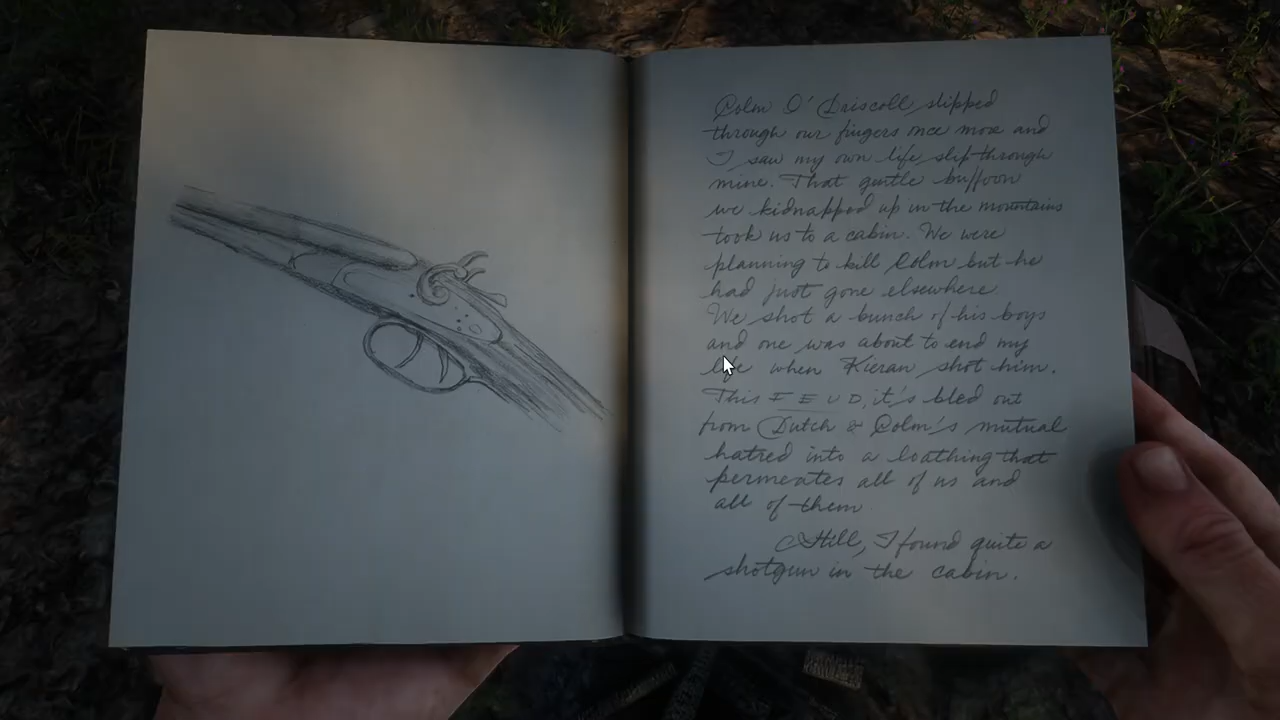 Colm O'Driscoll slipped
through our fingers once more and
I saw my own life slip through
mine. That gentle buffoon
we kidnapped up in the mountains
took us to a cabin. We were
planning to kill Colm but he
had just gone elsewhere
We shot a bunch of his boys
and one was about to end my
life when Kieran shot him.
This FEUD, it's bled out
from Dutch & Colm's mutual
hatred into a loathing that
permeates all of us and
all of them.
Still, I found quite a
shotgun in the cabin.